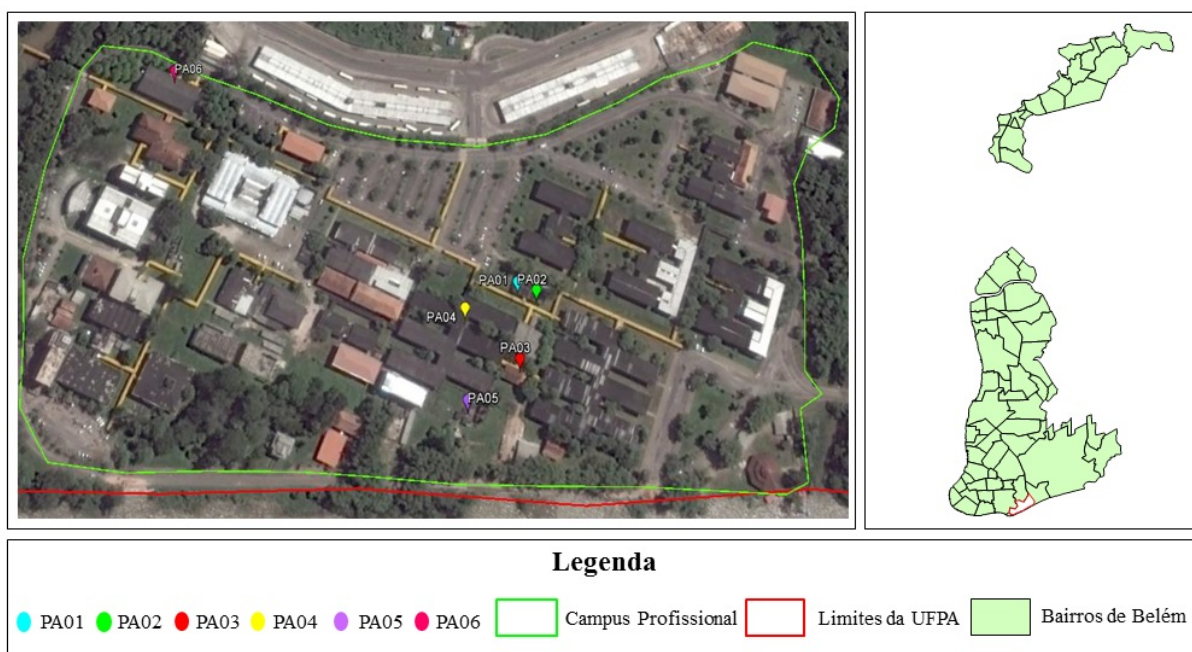 PA06
PA01 PA02
PA04
PA03
PA05
Legenda
PA01 PA02 PA03 PA04 PA05 PA06 Campus Profissional Limites da UFPA Bairros de Belém